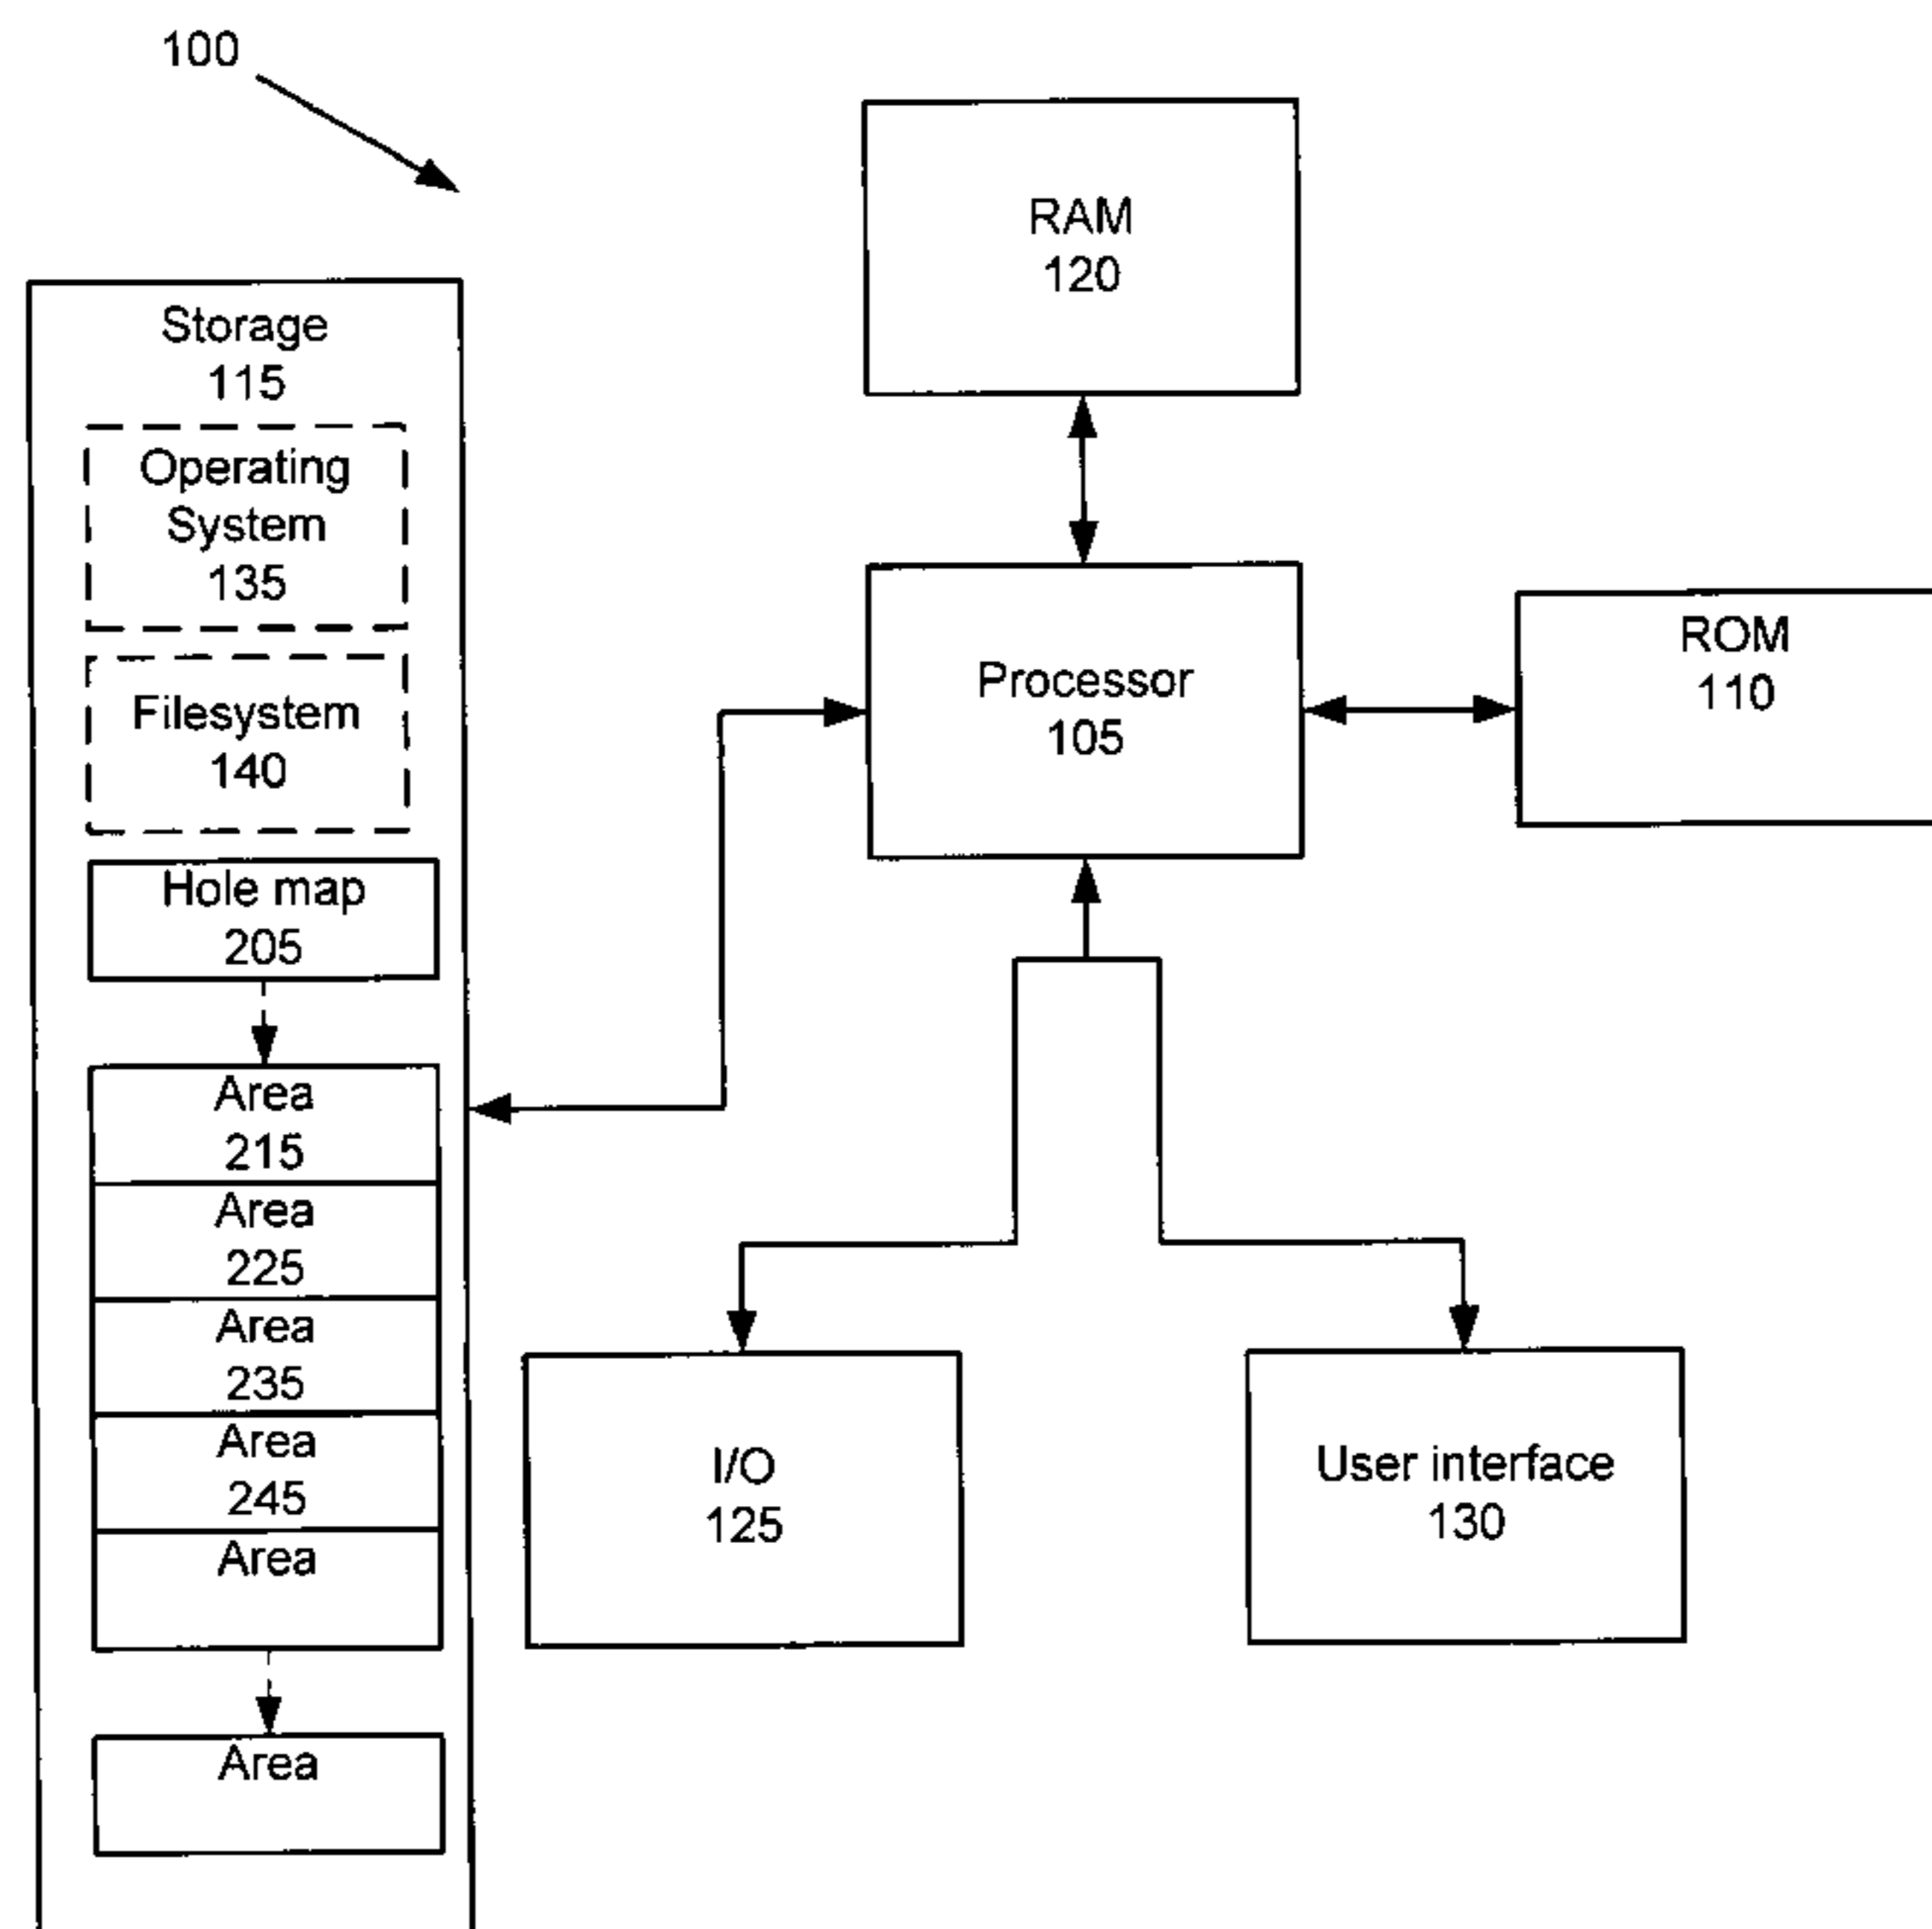 100
RAM
120
Storage
115
Operating
System
135
Filesystem
140
Hole map
205
Area
215
Area
225
Area
235
Area
245
Area
Area
Processor
105
ROM
110
I/O
125
User interface
130